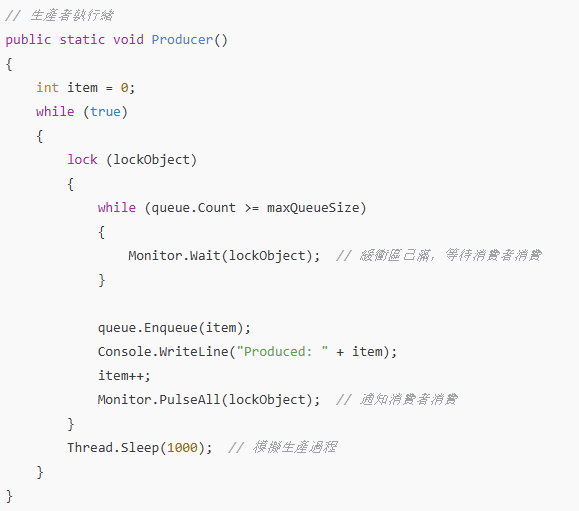 // 生產者執行緒
public static void Producer()
{
    int item = 0;
    while (true)
    {
        lock (lockObject)
        {
            while (queue.Count >= maxQueueSize)
            {
                Monitor.Wait(lockObject);  // 緩衝區已滿，等待消費者消費
            }

            queue.Enqueue(item);
            Console.WriteLine("Produced: " + item);
            item++;
            Monitor.PulseAll(lockObject);  // 通知消費者消費
        }
        Thread.Sleep(1000);  // 模擬生產過程
    }
}